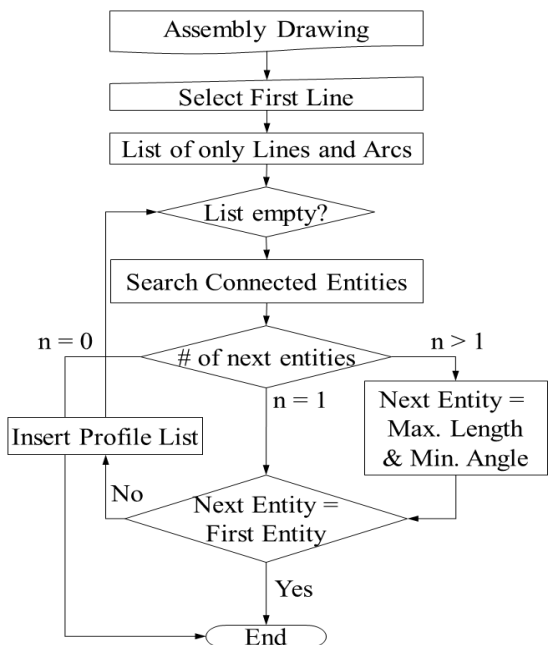 Assembly Drawing
Select First Line
List of only Lines and Arcs
List empty?
Search Connected Entities
n = 0
# of next entities
n > 1
n = 1
Next Entity =
Max. Length
& Min. Angle
Insert Profile List
No
Next Entity =
First Entity
Yes
End